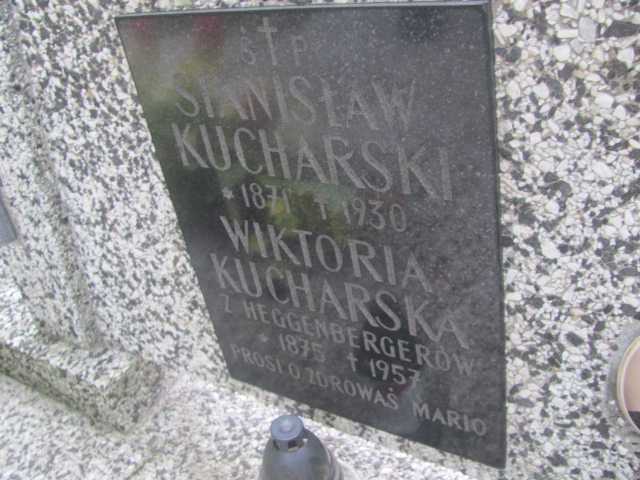 Ś†P
STANISŁAW
KUCHARSKI
* 1871 † 1930
WIKTORIA
KUCHARSKA
Z HEGGENBERGERÓW
* 1875 † 1957
PROSI O ZDROWAŚ MARIO